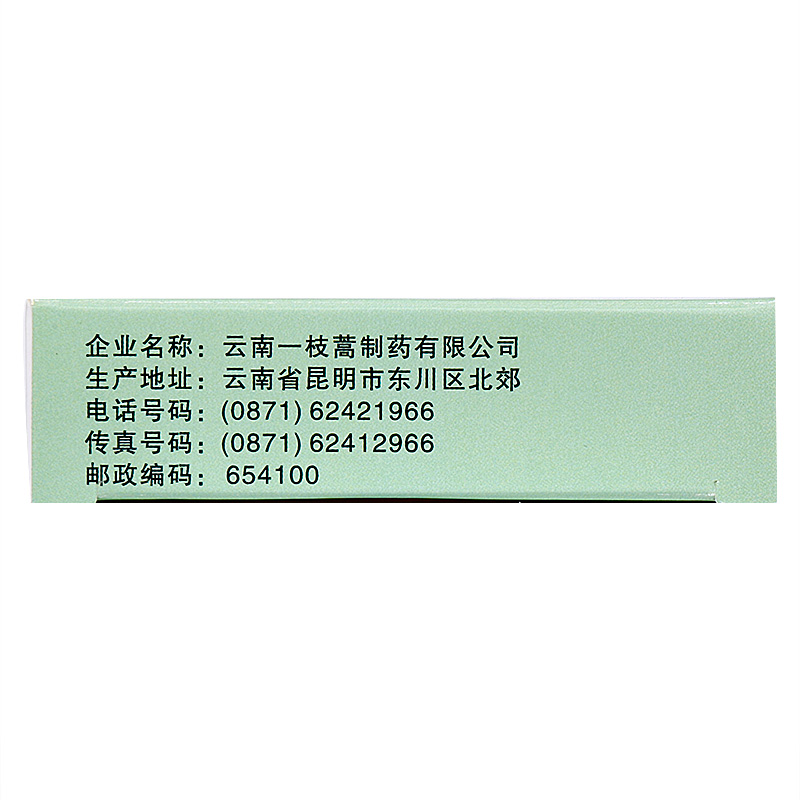 企业名称：云南一枝蒿制药有限公司
生产地址：云南省昆明市东川区北郊
电话号码：(0871) 62421966
传真号码：(0871) 62412966
邮政编码：654100